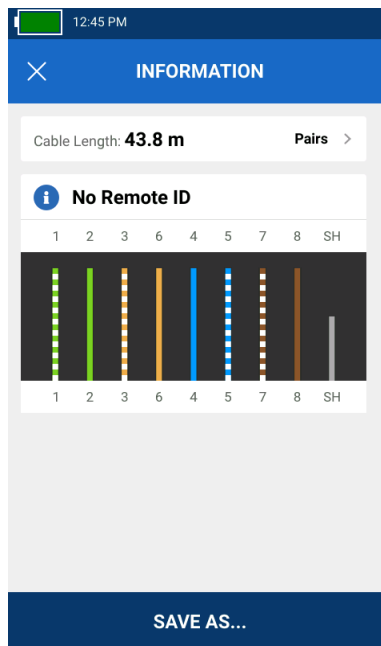 12:45 PM
INFORMATION
Cable Length: 43.8 m Pairs
No Remote ID
1 2 3 6 4 5 7 8 SH
1 2 3 6 4 5 7 8 SH
SAVE AS...